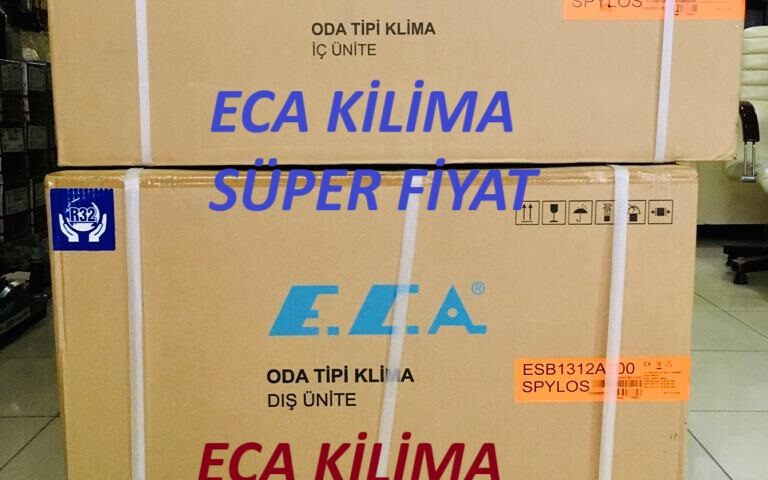 SPYLOS
ODA TİPİ KLİMA
İÇ ÜNİTE
ECA KİLİMA
SÜPER FİYAT
R32
E.C.A.®
ODA TİPİ KLİMA
DIŞ ÜNİTE
SPYLOS
ECA KİLİMA